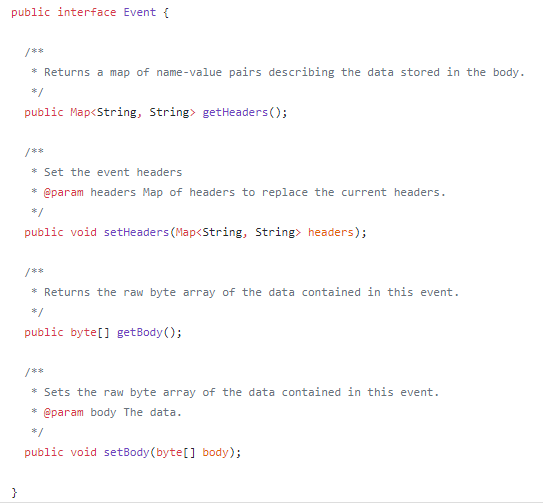 public interface Event {
/**
* Returns a map of name-value pairs describing the data stored in the body.
*/
public Map<String, String> getHeaders();
/**
* Set the event headers
* @param headers Map of headers to replace the current headers.
*/
public void setHeaders(Map<String, String> headers);
/**
* Returns the raw byte array of the data contained in this event.
*/
public byte[] getBody();
/**
* Sets the raw byte array of the data contained in this event.
* @param body The data.
*/
public void setBody(byte[] body);
}